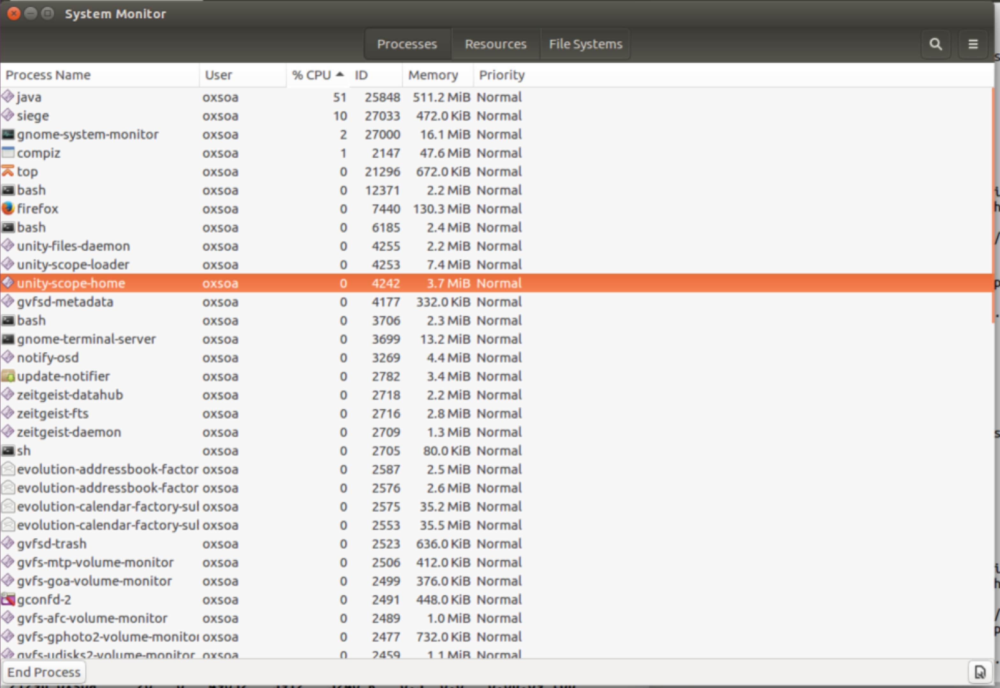 System Monitor
Processes Resources File Systems
Process Name User % CPU ID Memory Priority
java oxsoa 51 25848 511.2 MiB Normal
siege oxsoa 10 27033 472.0 KiB Normal
gnome-system-monitor oxsoa 2 27000 16.1 MiB Normal
compiz oxsoa 1 2147 47.6 MiB Normal
top oxsoa 0 21296 672.0 KiB Normal
bash oxsoa 0 12371 2.2 MiB Normal
firefox oxsoa 0 7440 130.3 MiB Normal
bash oxsoa 0 6185 2.4 MiB Normal
unity-files-daemon oxsoa 0 4255 2.2 MiB Normal
unity-scope-loader oxsoa 0 4253 7.4 MiB Normal
unity-scope-home oxsoa 0 4242 3.7 MiB Normal
gvfsd-metadata oxsoa 0 4177 332.0 KiB Normal
bash oxsoa 0 3706 2.3 MiB Normal
gnome-terminal-server oxsoa 0 3699 13.2 MiB Normal
notify-osd oxsoa 0 3269 4.4 MiB Normal
update-notifier oxsoa 0 2782 3.4 MiB Normal
zeitgeist-datahub oxsoa 0 2718 2.2 MiB Normal
zeitgeist-fts oxsoa 0 2716 2.8 MiB Normal
zeitgeist-daemon oxsoa 0 2709 1.3 MiB Normal
sh oxsoa 0 2705 80.0 KiB Normal
evolution-addressbook-factor oxsoa 0 2587 2.5 MiB Normal
evolution-addressbook-factor oxsoa 0 2576 2.6 MiB Normal
evolution-calendar-factory-sul oxsoa 0 2575 35.2 MiB Normal
evolution-calendar-factory-sul oxsoa 0 2553 35.5 MiB Normal
gvfsd-trash oxsoa 0 2523 636.0 KiB Normal
gvfs-mtp-volume-monitor oxsoa 0 2506 412.0 KiB Normal
gvfs-goa-volume-monitor oxsoa 0 2499 376.0 KiB Normal
gconfd-2 oxsoa 0 2491 448.0 KiB Normal
gvfs-afc-volume-monitor oxsoa 0 2489 1.0 MiB Normal
gvfs-gphoto2-volume-monitor oxsoa 0 2477 732.0 KiB Normal
gvfs-udisks2-volume-monitor oxsoa 0 2459 1.1 MiB Normal
End Process